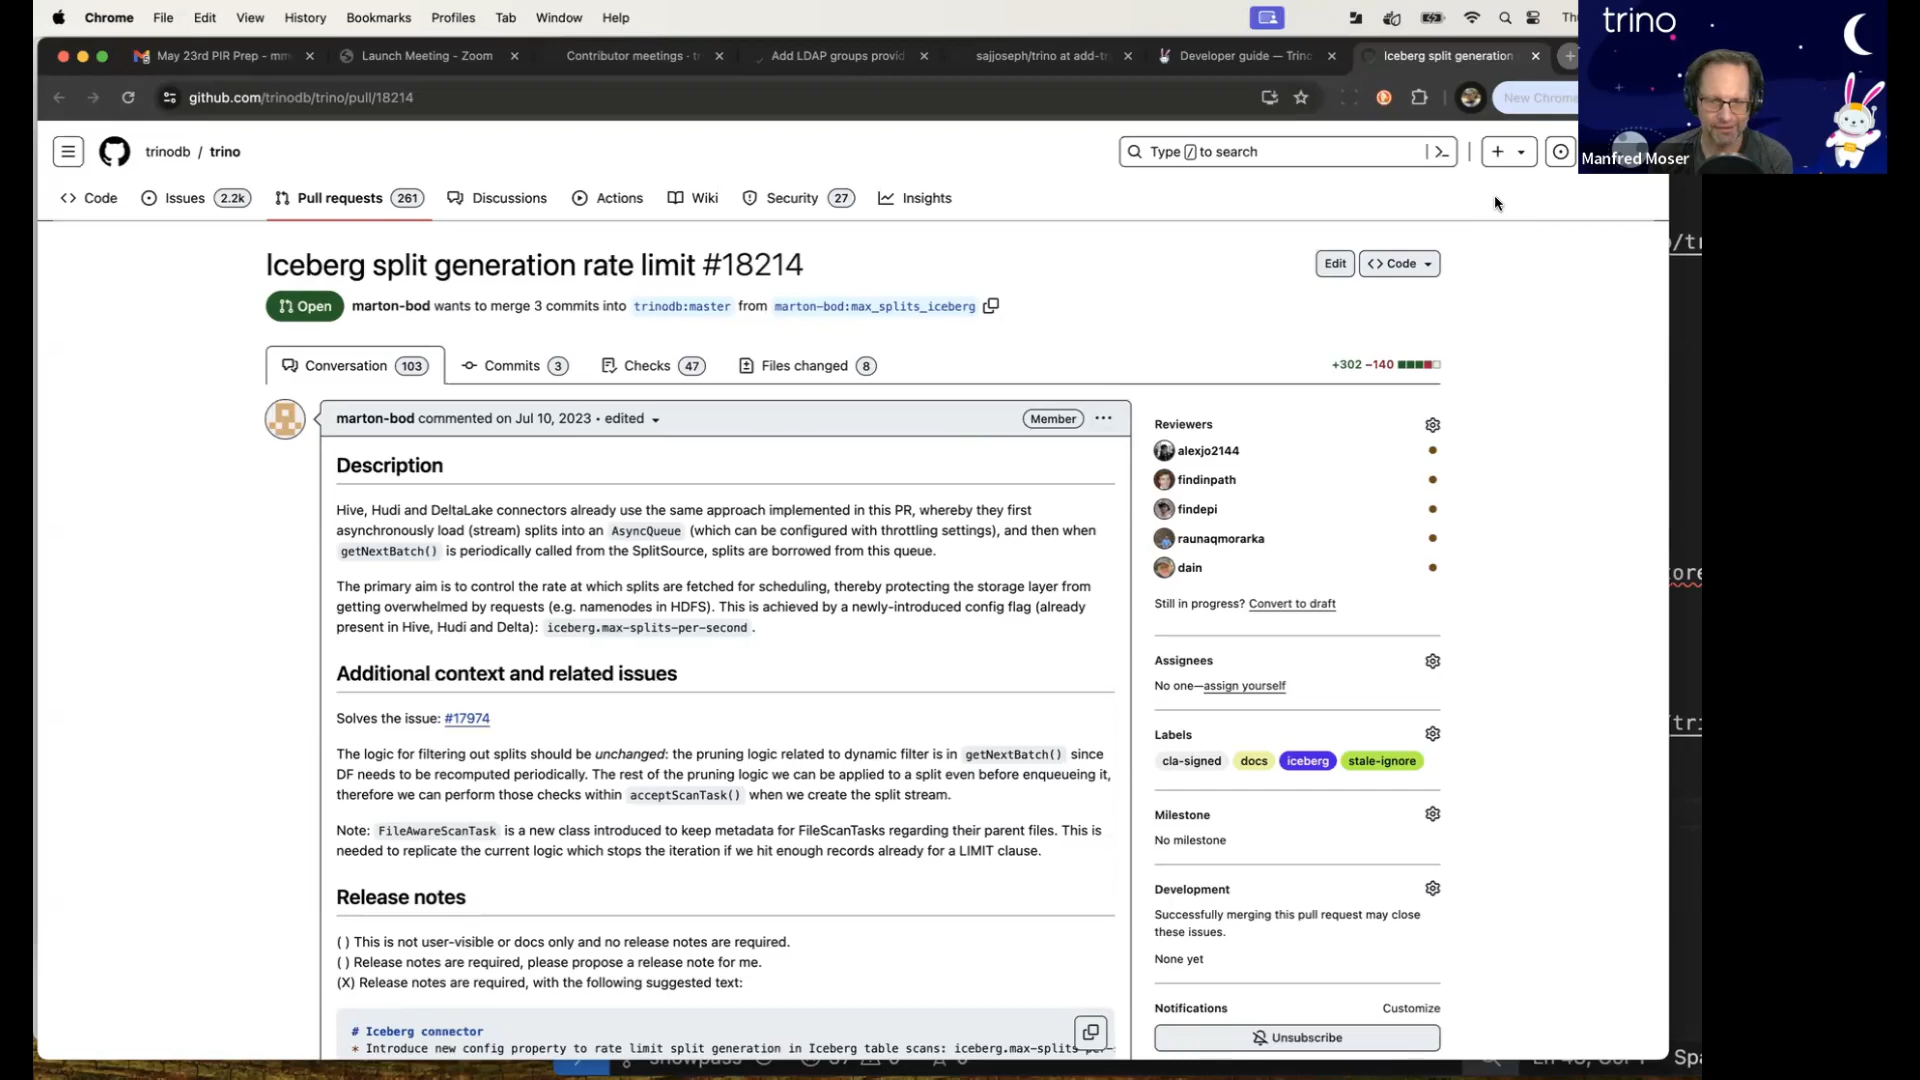 Chrome File Edit View History Bookmarks Profiles Tab Window Help
May 23rd PIR Prep - mm
Launch Meeting - Zoom
Contributor meetings · t
Add LDAP groups provid
sajjoseph/trino at add-tr
Developer guide — Trino
Iceberg split generation
github.com/trinodb/trino/pull/18214
New Chrome
trino
Manfred Moser
trinodb / trino
Type / to search
Code
Issues 2.2k
Pull requests 261
Discussions
Actions
Wiki
Security 27
Insights
Iceberg split generation rate limit #18214
Edit
<> Code
Open
marton-bod wants to merge 3 commits into trinodb:master from marton-bod:max_splits_iceberg
Conversation 103
Commits 3
Checks 47
Files changed 8
+302 −140
marton-bod commented on Jul 10, 2023 • edited
Member
Description
Hive, Hudi and DeltaLake connectors already use the same approach implemented in this PR, whereby they first
asynchronously load (stream) splits into an AsyncQueue (which can be configured with throttling settings), and then when
getNextBatch() is periodically called from the SplitSource, splits are borrowed from this queue.
The primary aim is to control the rate at which splits are fetched for scheduling, thereby protecting the storage layer from
getting overwhelmed by requests (e.g. namenodes in HDFS). This is achieved by a newly-introduced config flag (already
present in Hive, Hudi and Delta): iceberg.max-splits-per-second.
Additional context and related issues
Solves the issue: #17974
The logic for filtering out splits should be unchanged: the pruning logic related to dynamic filter is in getNextBatch() since
DF needs to be recomputed periodically. The rest of the pruning logic we can be applied to a split even before enqueueing it,
therefore we can perform those checks within acceptScanTask() when we create the split stream.
Note: FileAwareScanTask is a new class introduced to keep metadata for FileScanTasks regarding their parent files. This is
needed to replicate the current logic which stops the iteration if we hit enough records already for a LIMIT clause.
Release notes
( ) This is not user-visible or docs only and no release notes are required.
( ) Release notes are required, please propose a release note for me.
(X) Release notes are required, with the following suggested text:
# Iceberg connector
* Introduce new config property to rate limit split generation in Iceberg table scans: iceberg.max-splits-per-
Reviewers
alexjo2144
findinpath
findepi
raunaqmorarka
dain
Still in progress? Convert to draft
Assignees
No one—assign yourself
Labels
cla-signed docs iceberg stale-ignore
Milestone
No milestone
Development
Successfully merging this pull request may close
these issues.
None yet
Notifications
Customize
Unsubscribe